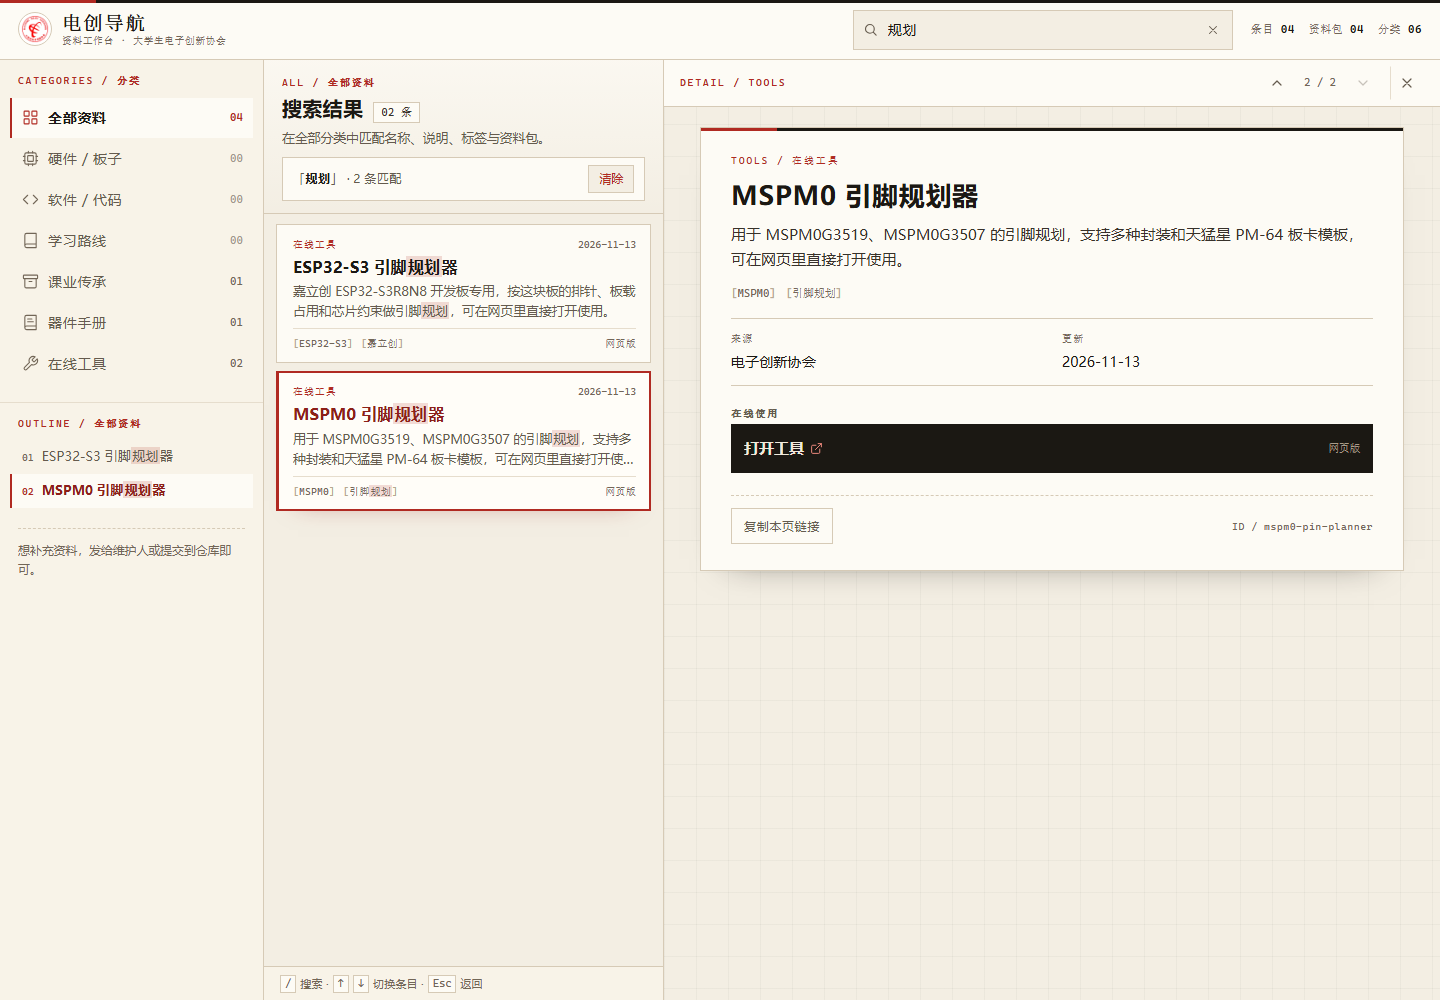 电创导航
资料工作台 · 大学生电子创新协会
规划
条目 04 资料包 04 分类 06
CATEGORIES / 分类
全部资料 04
硬件 / 板子 00
软件 / 代码 00
学习路线 00
课业传承 01
器件手册 01
在线工具 02
OUTLINE / 全部资料
01 ESP32-S3 引脚规划器
02 MSPM0 引脚规划器
想补充资料，发给维护人或提交到仓库即
可。
ALL / 全部资料
搜索结果 02 条
在全部分类中匹配名称、说明、标签与资料包。
「规划」 · 2 条匹配 清除
在线工具 2026-11-13
ESP32-S3 引脚规划器
嘉立创 ESP32-S3R8N8 开发板专用，按这块板的排针、板载
占用和芯片约束做引脚规划，可在网页里直接打开使用。
[ESP32-S3] [嘉立创] 网页版
在线工具 2026-11-13
MSPM0 引脚规划器
用于 MSPM0G3519、MSPM0G3507 的引脚规划，支持多
种封装和天猛星 PM-64 板卡模板，可在网页里直接打开使...
[MSPM0] [引脚规划] 网页版
/ 搜索 · ↑ ↓ 切换条目 · Esc 返回
DETAIL / TOOLS 2 / 2
TOOLS / 在线工具
MSPM0 引脚规划器
用于 MSPM0G3519、MSPM0G3507 的引脚规划，支持多种封装和天猛星 PM-64 板卡模板，
可在网页里直接打开使用。
[MSPM0] [引脚规划]
来源 更新
电子创新协会 2026-11-13
在线使用
打开工具 网页版
复制本页链接 ID / mspm0-pin-planner